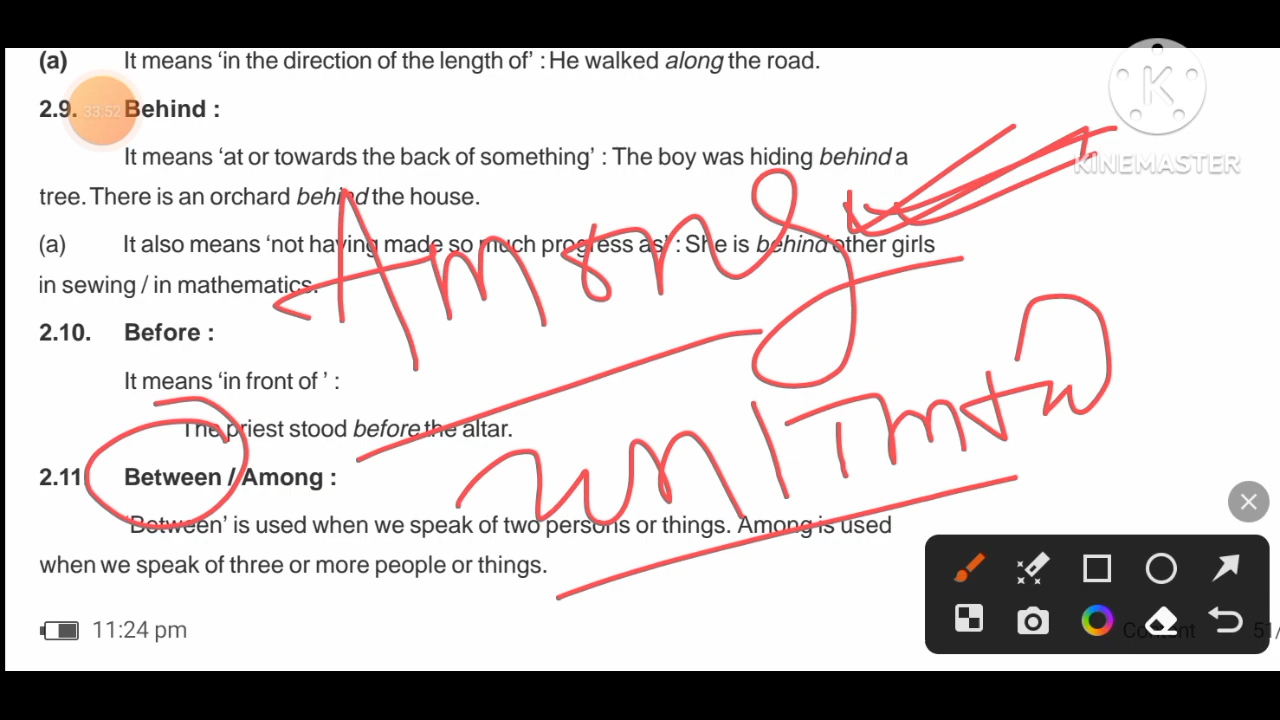 (a) It means ‘in the direction of the length of’ : He walked along the road.
33:52
2.9. Behind :
It means ‘at or towards the back of something’ : The boy was hiding behind a
tree. There is an orchard behind the house.
KINEMASTER
Among
(a) It also means ‘not having made so much progress as’ : She is behind other girls
in sewing / in mathematics.
2.10. Before :
It means ‘in front of ’ :
The priest stood before the altar.
2.11 Between / Among :
‘Between’ is used when we speak of two persons or things. Among is used
when we speak of three or more people or things.
11:24 pm
Content 51/